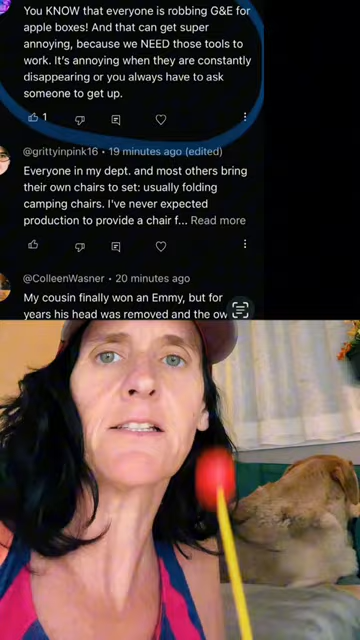 You KNOW that everyone is robbing G&E for
apple boxes! And that can get super
annoying, because we NEED those tools to
work. It's annoying when they are constantly
disappearing or you always have to ask
someone to get up.
1
@grittyinpink16 • 19 minutes ago (edited)
Everyone in my dept. and most others bring
their own chairs to set: usually folding
camping chairs. I've never expected
production to provide a chair f... Read more
@ColleenWasner • 20 minutes ago
My cousin finally won an Emmy, but for
years his head was removed and the ow